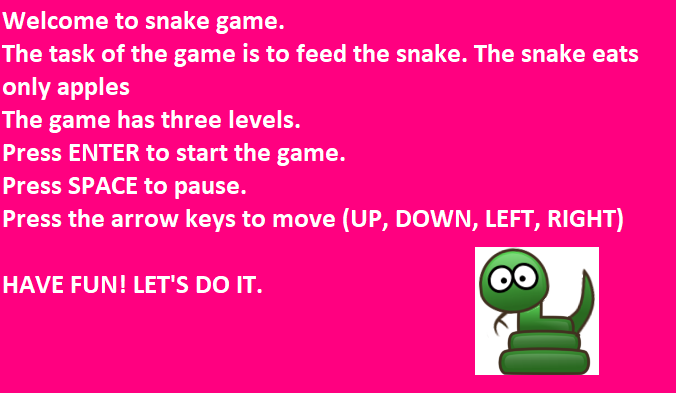 Welcome to snake game.
The task of the game is to feed the snake. The snake eats
only apples
The game has three levels.
Press ENTER to start the game.
Press SPACE to pause.
Press the arrow keys to move (UP, DOWN, LEFT, RIGHT)
HAVE FUN! LET'S DO IT.